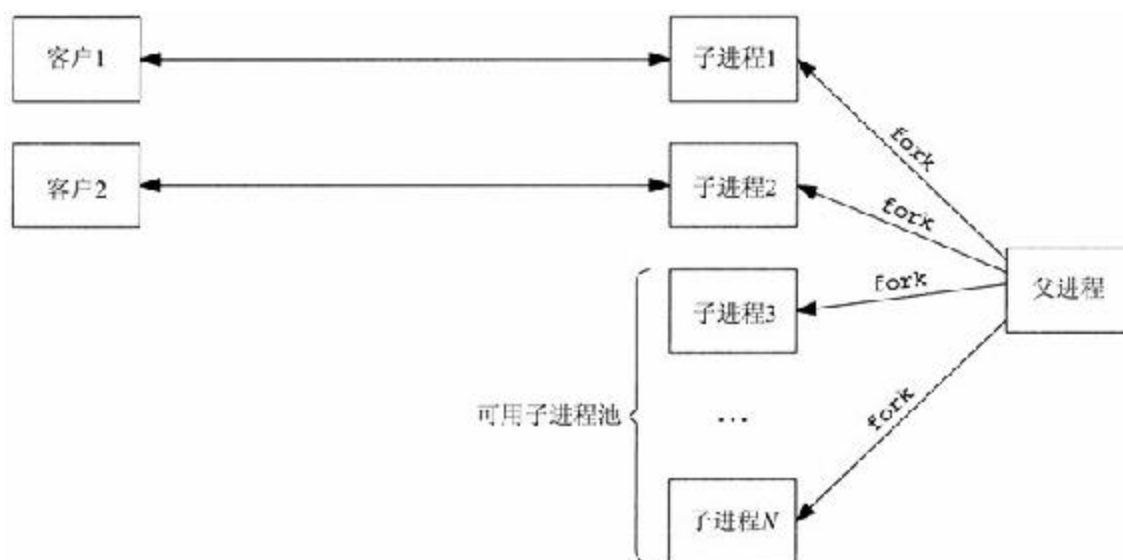 客户1
子进程1
fork
客户2
子进程2
fork
父进程
子进程3
fork
可用子进程池
...
fork
子进程N